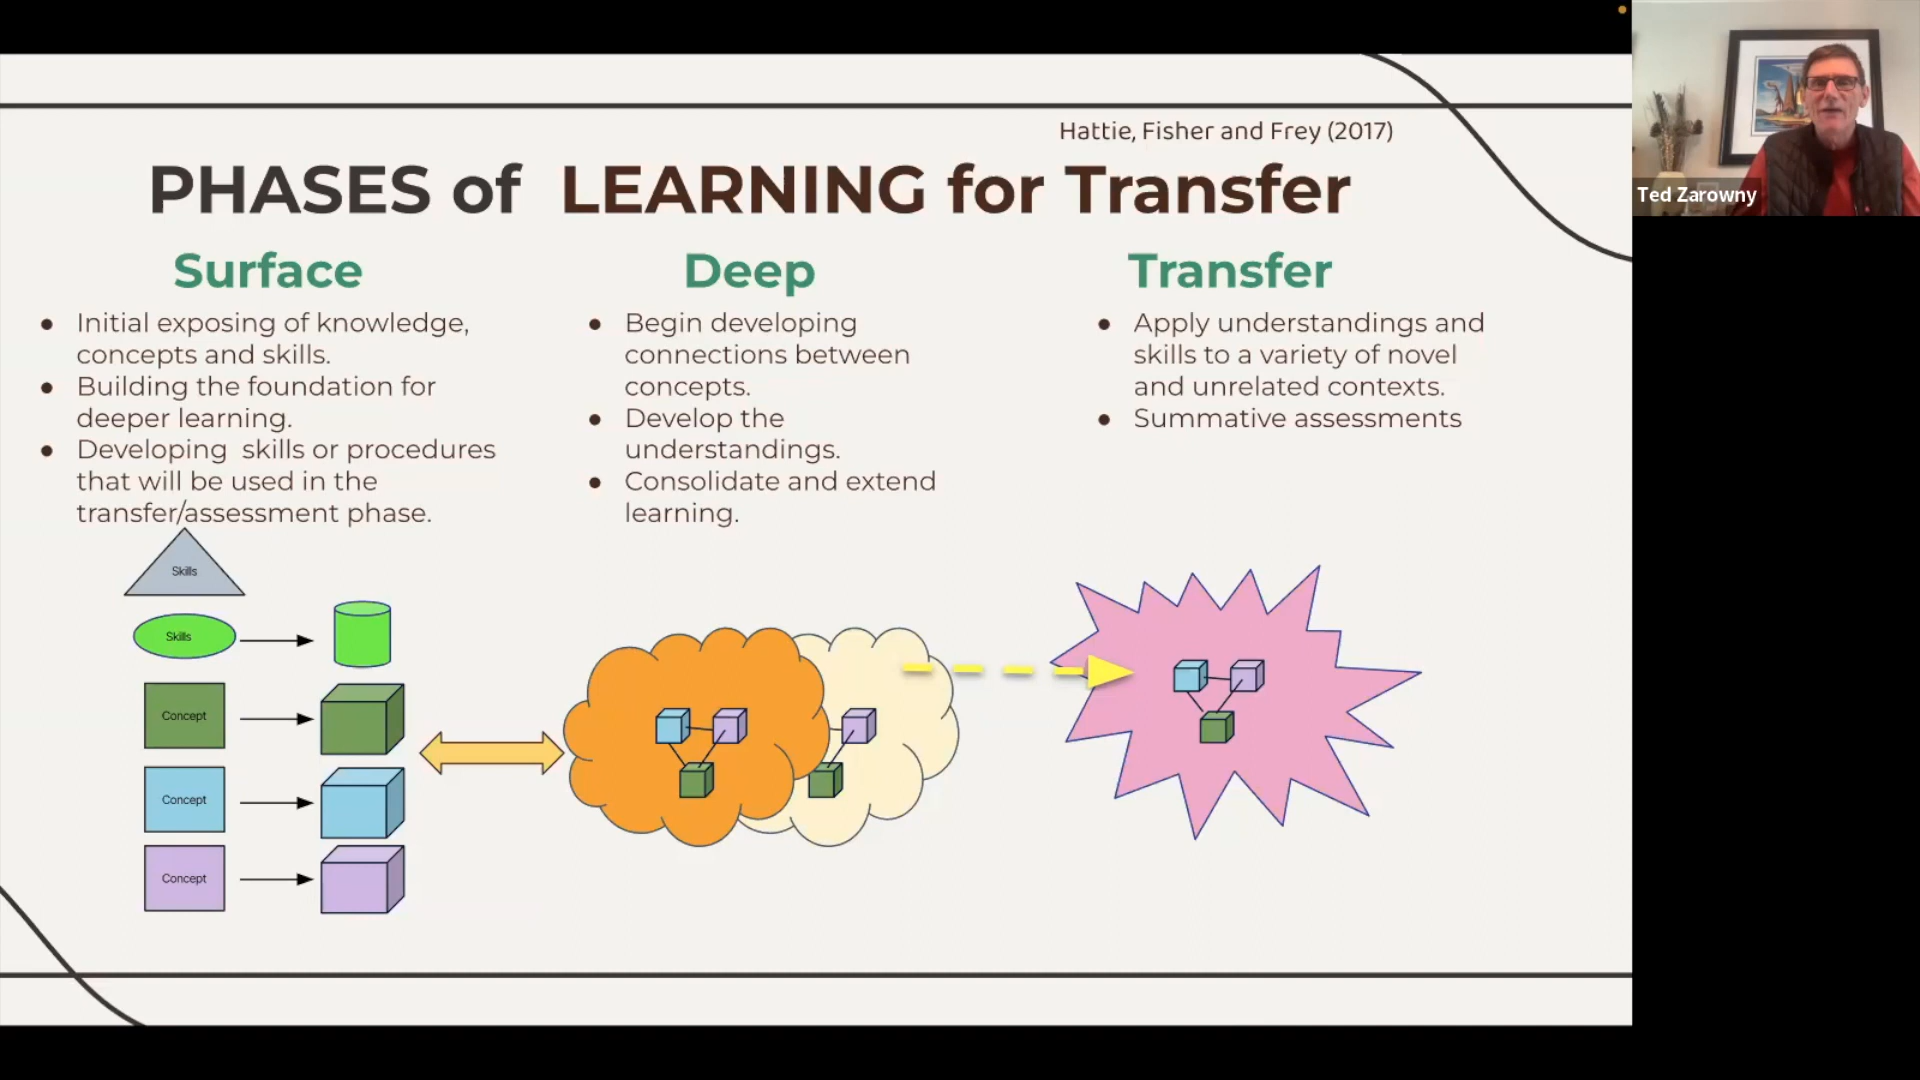 Hattie, Fisher and Frey (2017)
PHASES of LEARNING for Transfer
Surface
● Initial exposing of knowledge,
concepts and skills.
● Building the foundation for
deeper learning.
● Developing skills or procedures
that will be used in the
transfer/assessment phase.
Deep
● Begin developing
connections between
concepts.
● Develop the
understandings.
● Consolidate and extend
learning.
Transfer
● Apply understandings and
skills to a variety of novel
and unrelated contexts.
● Summative assessments
Skills
Skills
Concept
Concept
Concept
Ted Zarowny